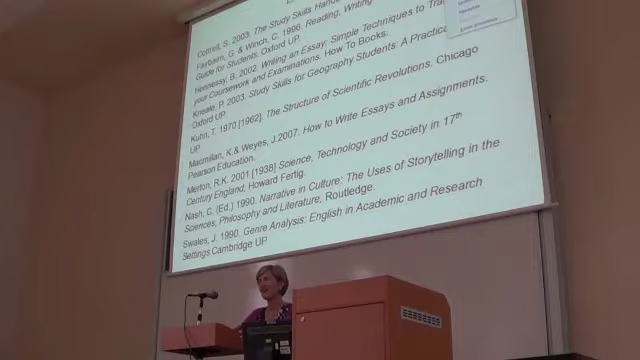 Cottrell, S. 2003. The Study Skills
Fairbairn, G. & Winch, C. 1996. Reading, Writing
Guide for Students. Oxford UP.
Hennessy, B. 2002. Writing an Essay: Simple Techniques to
your Coursework and Examinations. How To Books:
Kneale, P. 2003. Study Skills for Geography Students: A Practical
Oxford UP
Kuhn, T. 1970 [1962]. The Structure of Scientific Revolutions. Chicago
UP
Macmilan, K.& Weyes, J.2007. How to Write Essays and Assignments.
Pearson Education.
Merton, R.K. 2001 [1938] Science, Technology and Society in 17th
Century England, Howard Fertig.
Nash, C. (Ed.) 1990. Narrative in Culture: The Uses of Storytelling in the
Sciences, Philosophy and Literature, Routledge.
Swales, J. 1990. Genre Analysis: English in Academic and Research
Settings Cambridge UP